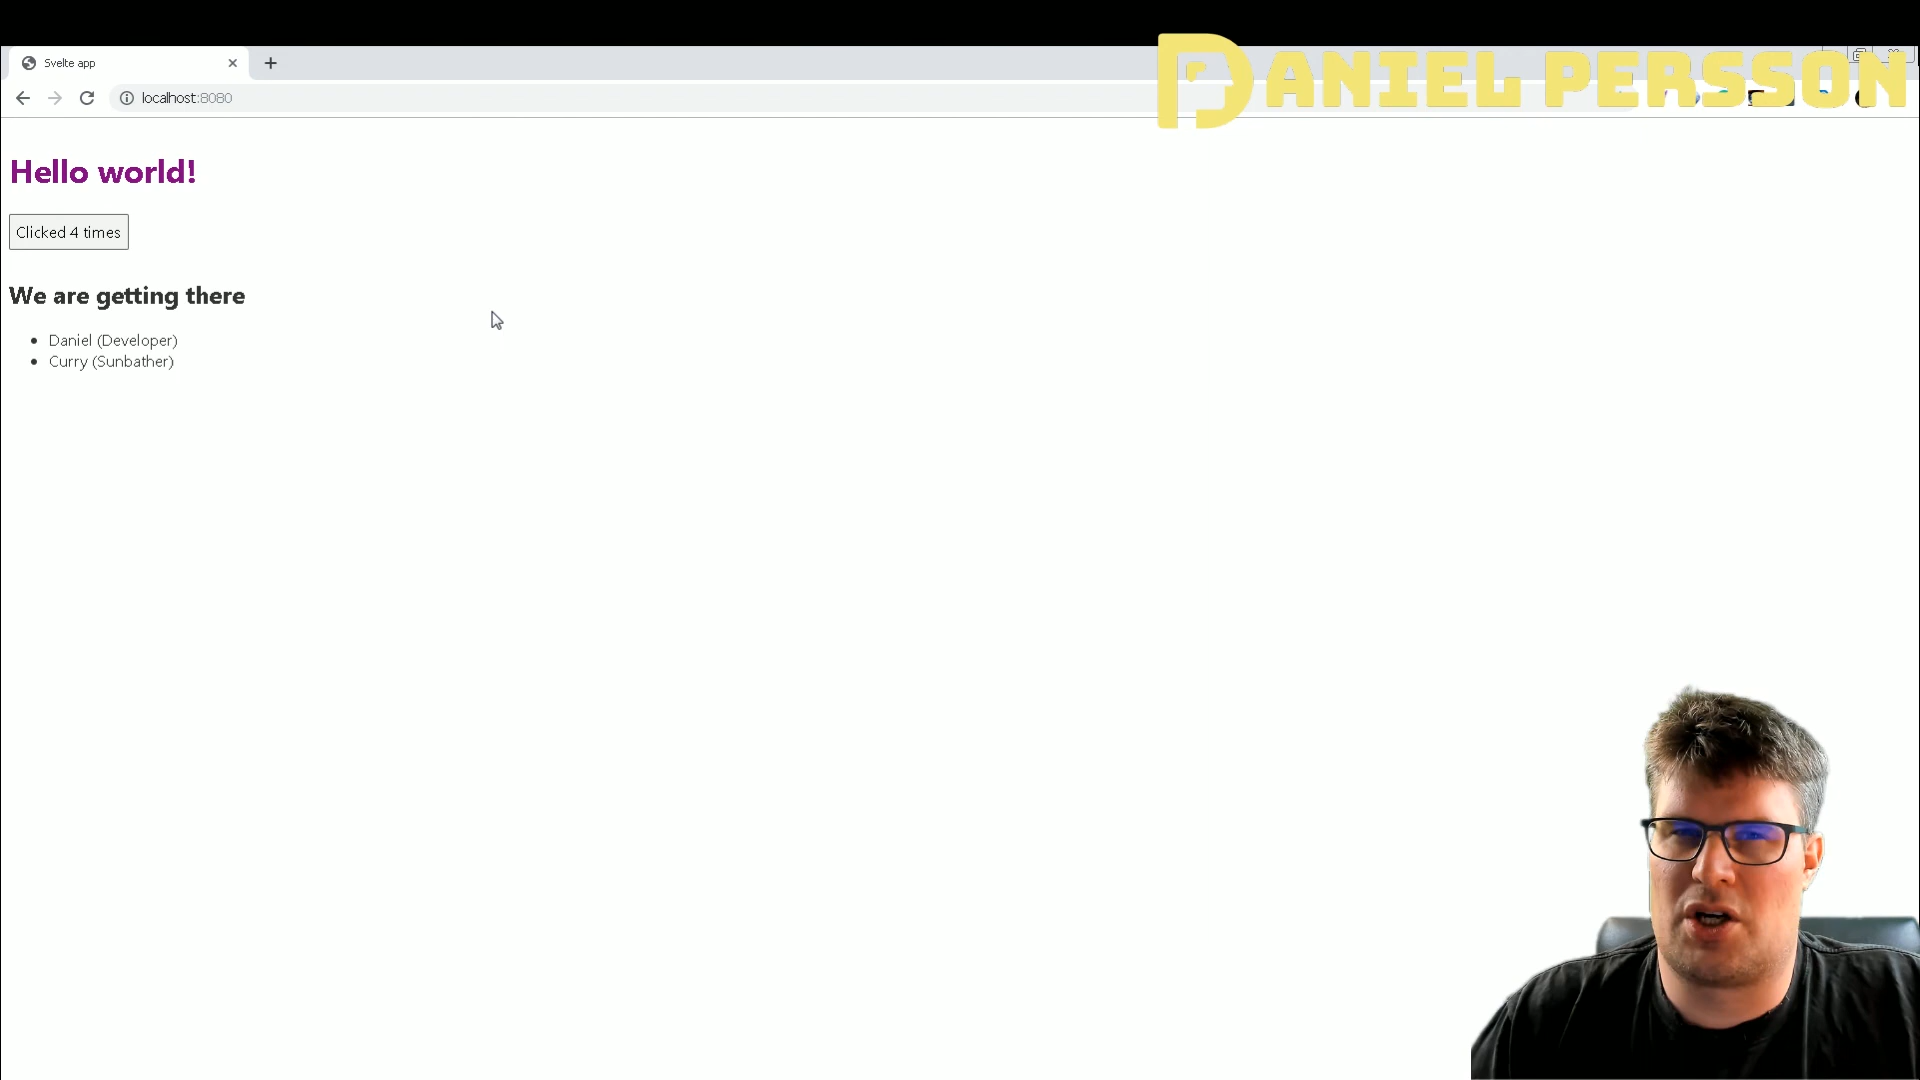 Svelte app
localhost:8080
DANIEL PERSSON
Hello world!
Clicked 4 times
We are getting there
Daniel (Developer)
Curry (Sunbather)